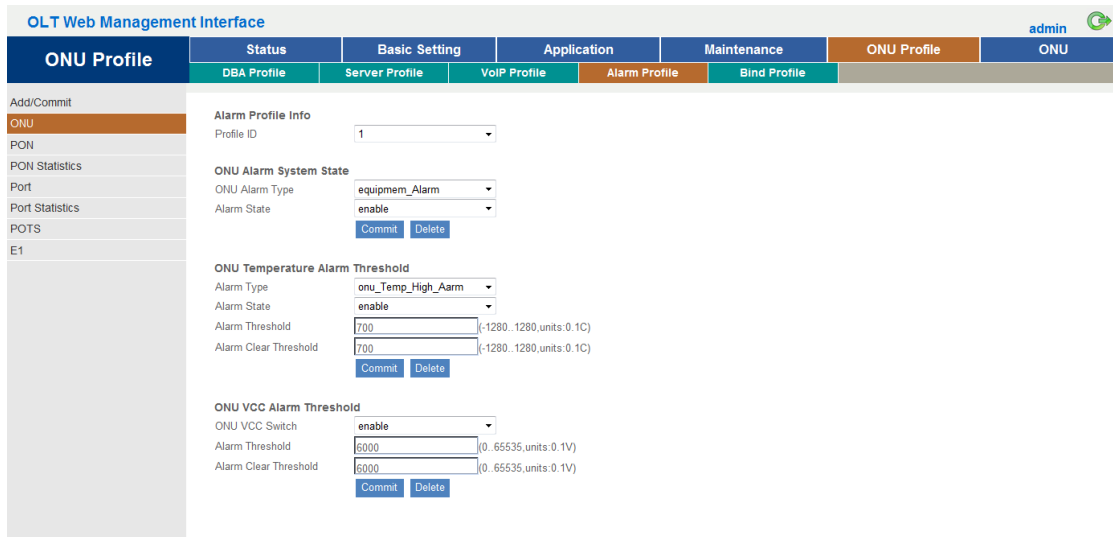 OLT Web Management Interface
admin
ONU Profile
Status Basic Setting Application Maintenance ONU Profile ONU
DBA Profile Server Profile VoIP Profile Alarm Profile Bind Profile
Add/Commit
ONU
PON
PON Statistics
Port
Port Statistics
POTS
E1
Alarm Profile Info
Profile ID 1
ONU Alarm System State
ONU Alarm Type equipmem_Alarm
Alarm State enable
Commit Delete
ONU Temperature Alarm Threshold
Alarm Type onu_Temp_High_Aarm
Alarm State enable
Alarm Threshold 700 (-1280..1280,units:0.1C)
Alarm Clear Threshold 700 (-1280..1280,units:0.1C)
Commit Delete
ONU VCC Alarm Threshold
ONU VCC Switch enable
Alarm Threshold 6000 (0..65535,units:0.1V)
Alarm Clear Threshold 6000 (0..65535,units:0.1V)
Commit Delete